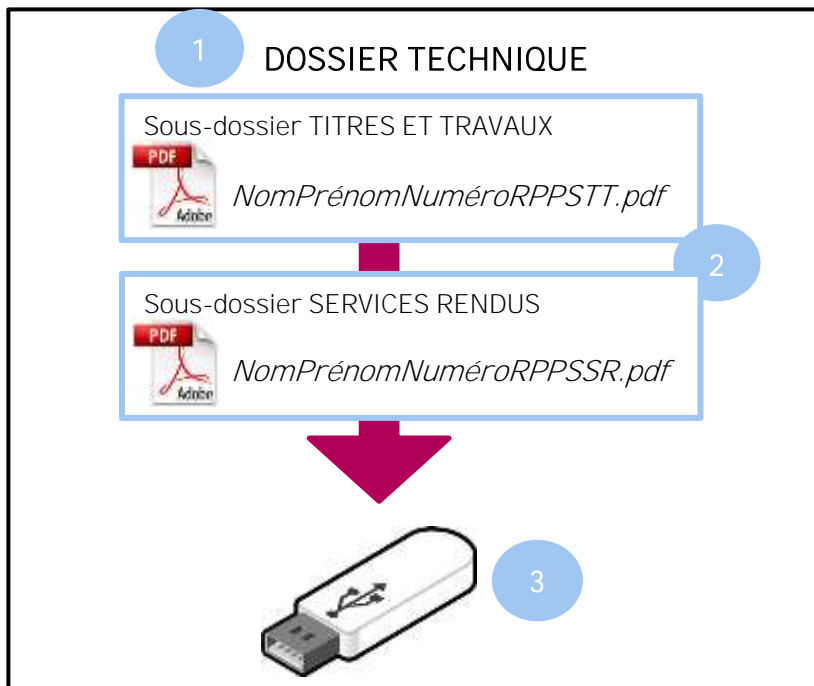 1
DOSSIER TECHNIQUE
Sous-dossier TITRES ET TRAVAUX
PDF
Adobe
NomPrénomNuméroRPPSTT.pdf
2
Sous-dossier SERVICES RENDUS
PDF
Adobe
NomPrénomNuméroRPPSSR.pdf
3